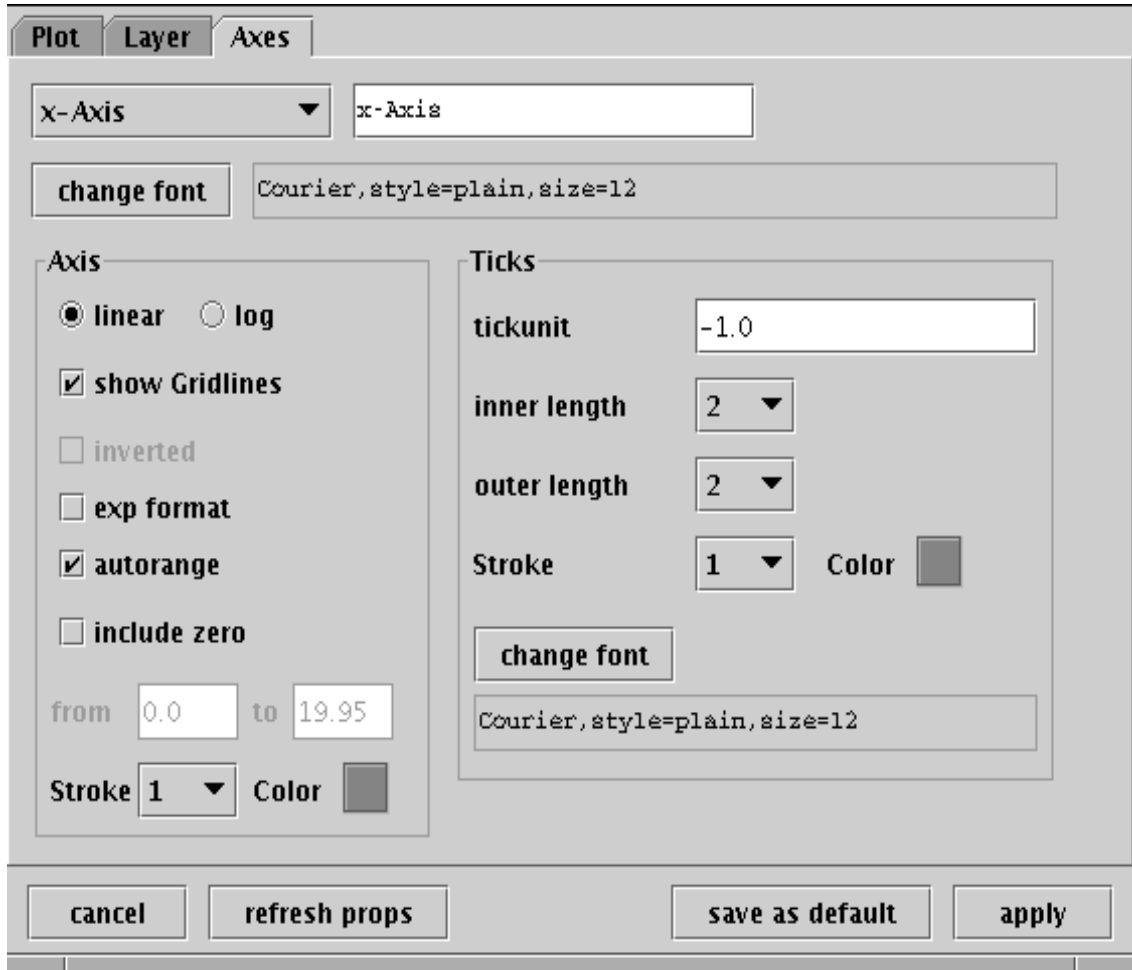 Plot Layer Axes
x-Axis x-Axis
change font Courier,style=plain,size=12
Axis
linear log
show Gridlines
inverted
exp format
autorange
include zero
from 0.0 to 19.95
Stroke 1 Color
Ticks
tickunit -1.0
inner length 2
outer length 2
Stroke 1 Color
change font
Courier,style=plain,size=12
cancel refresh props save as default apply